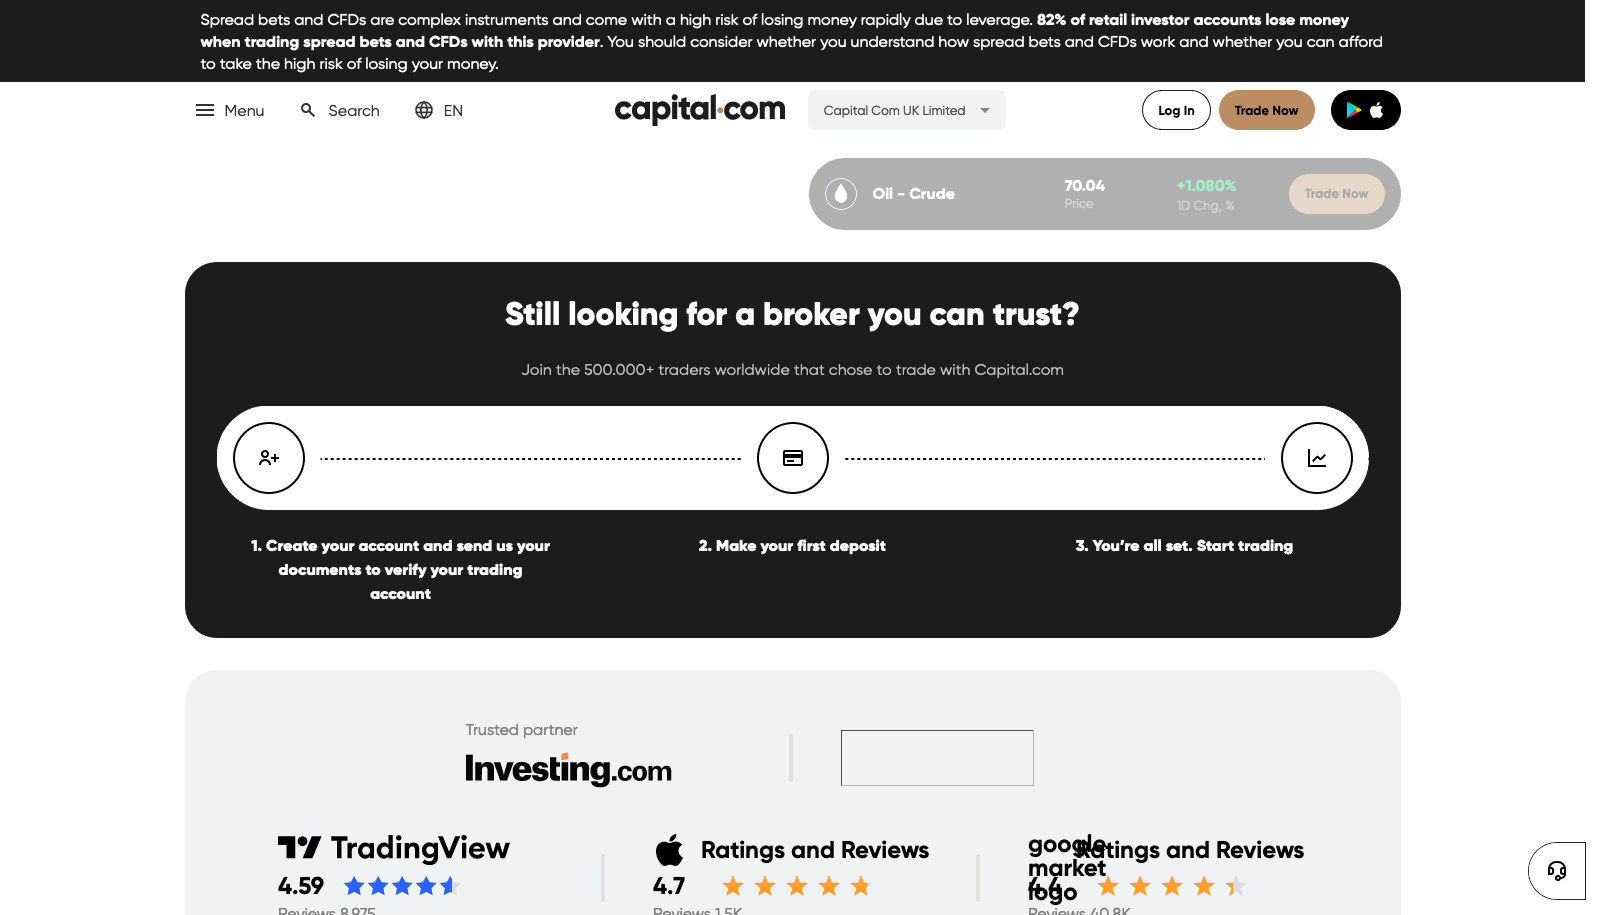 Spread bets and CFDs are complex instruments and come with a high risk of losing money rapidly due to leverage. 82% of retail investor accounts lose money
when trading spread bets and CFDs with this provider. You should consider whether you understand how spread bets and CFDs work and whether you can afford
to take the high risk of losing your money.
Menu
Search
EN
capital.com
Capital Com UK Limited
Log In
Trade Now
Oil - Crude
70.04
Price
+1.080%
1D Chg, %
Trade Now
Still looking for a broker you can trust?
Join the 500.000+ traders worldwide that chose to trade with Capital.com
1. Create your account and send us your
documents to verify your trading
account
2. Make your first deposit
3. You’re all set. Start trading
Trusted partner
Investing.com
TradingView
4.59
Reviews 8,975
Ratings and Reviews
4.7
Reviews 1.5K
google
market
logo
Ratings and Reviews
4.4
Reviews 40.8K